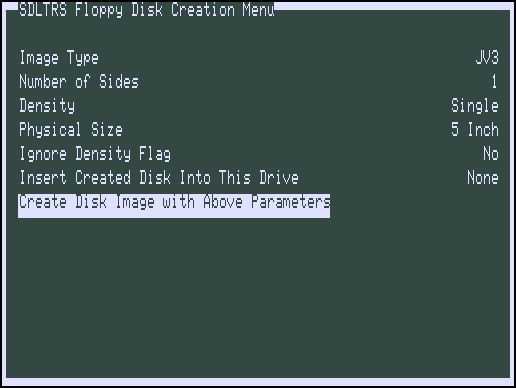 SDLTRS Floppy Disk Creation Menu
Image Type JV3
Number of Sides 1
Density Single
Physical Size 5 Inch
Ignore Density Flag No
Insert Created Disk Into This Drive None
Create Disk Image with Above Parameters